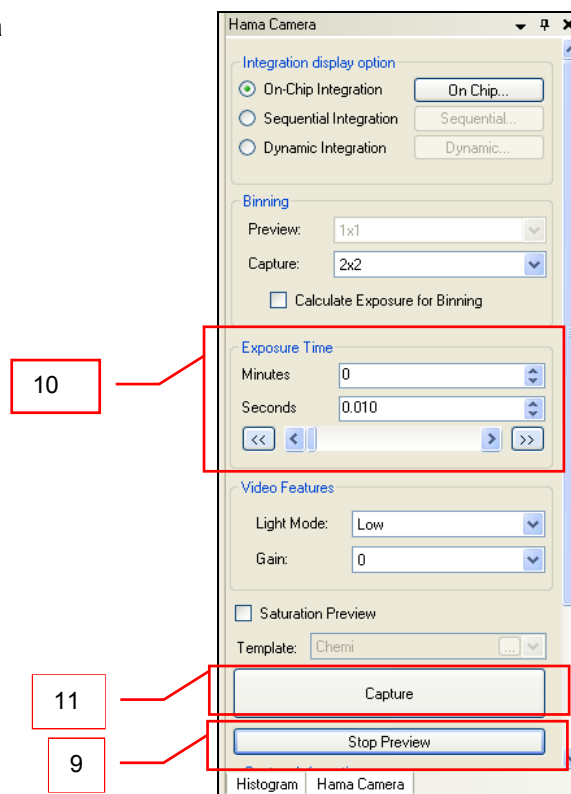 a
Hama Camera
Integration display option
On-Chip Integration On Chip...
Sequential Integration Sequential...
Dynamic Integration Dynamic...
Binning
Preview: 1x1
Capture: 2x2
Calculate Exposure for Binning
Exposure Time
10
Minutes 0
Seconds 0.010
<< < > >>
Video Features
Light Mode: Low
Gain: 0
Saturation Preview
Template: Chemi ...
11
Capture
9
Stop Preview
Histogram Hama Camera